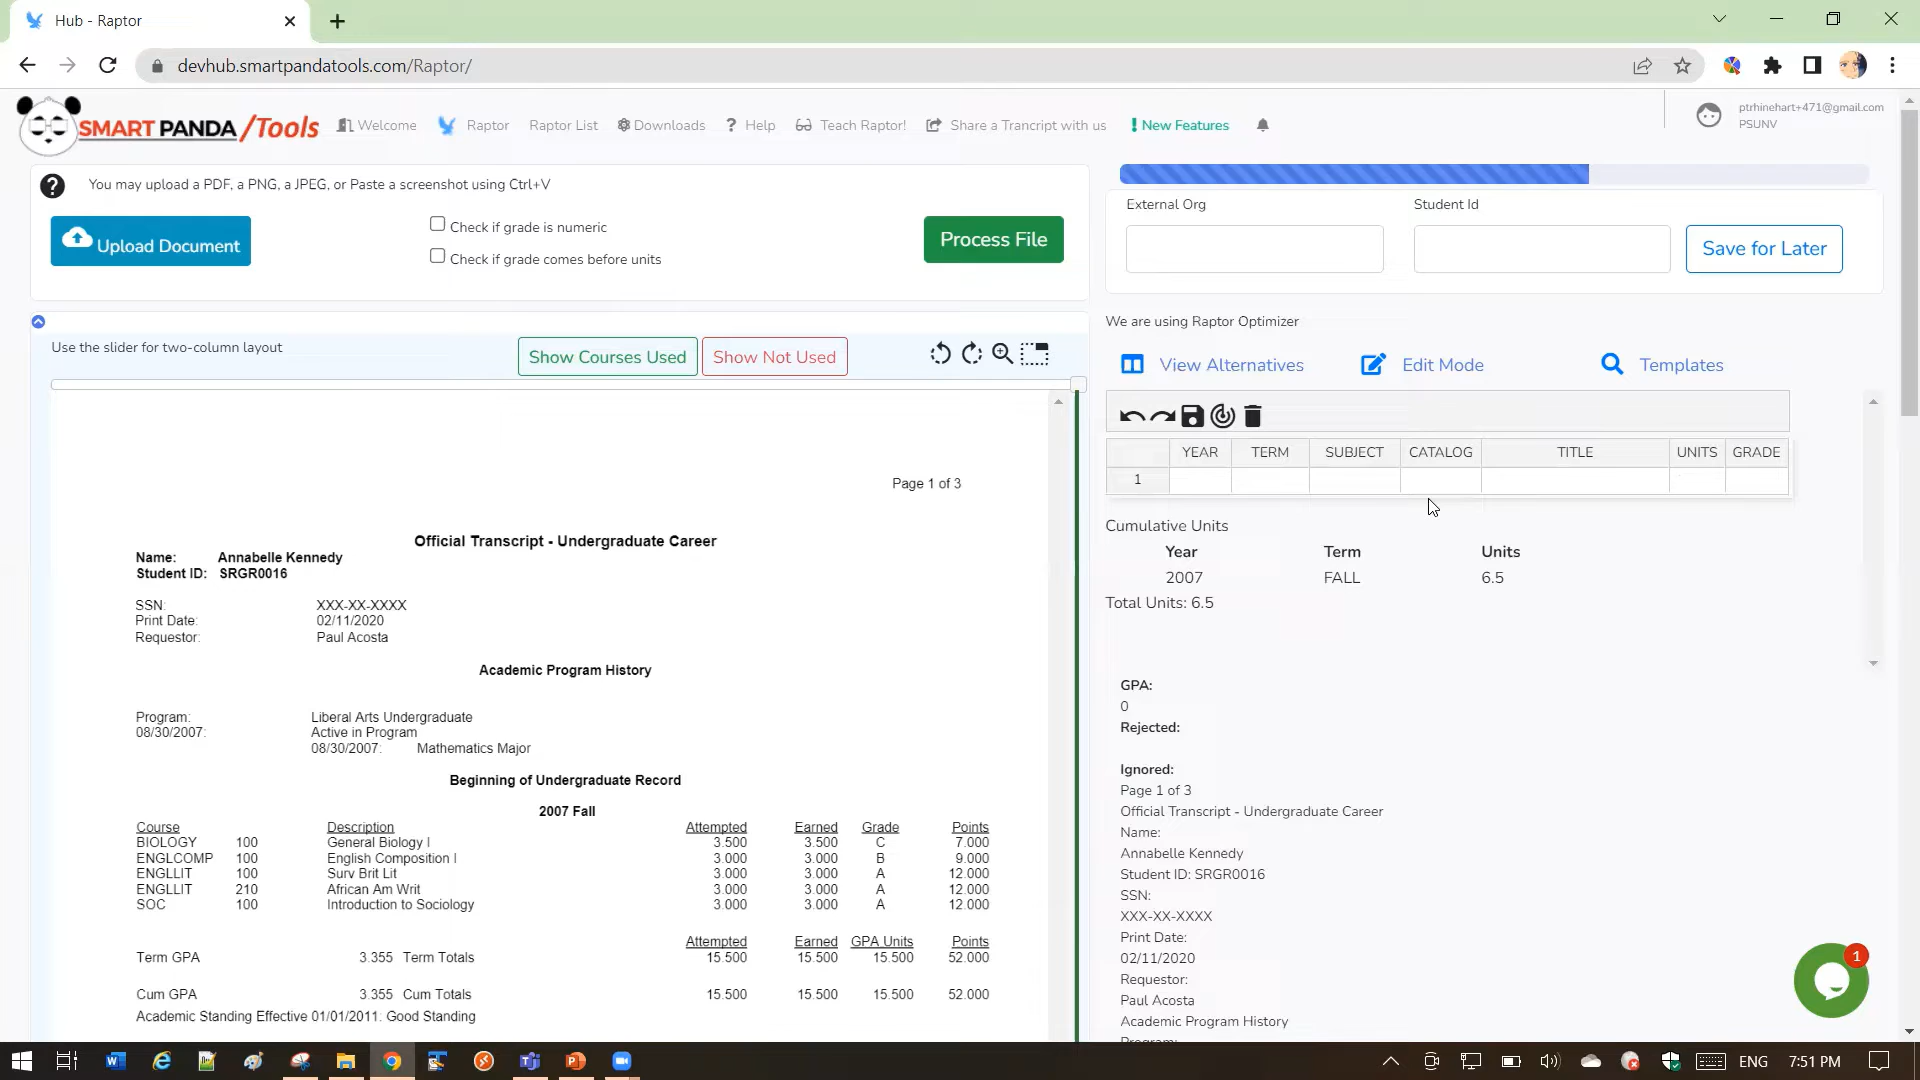 Hub - Raptor
devhub.smartpandatools.com/Raptor/
SMART PANDA/Tools
Welcome
Raptor
Raptor List
Downloads
? Help
Teach Raptor!
Share a Trancript with us
! New Features
ptrhinehart+471@gmail.com
PSUNV
? You may upload a PDF, a PNG, a JPEG, or Paste a screenshot using Ctrl+V
Upload Document
Check if grade is numeric
Check if grade comes before units
Process File
External Org
Student Id
Save for Later
Use the slider for two-column layout
Show Courses Used
Show Not Used
Page 1 of 3
Official Transcript - Undergraduate Career
Name: Annabelle Kennedy
Student ID: SRGR0016
SSN: XXX-XX-XXXX
Print Date: 02/11/2020
Requestor: Paul Acosta
Academic Program History
Program: Liberal Arts Undergraduate
08/30/2007: Active in Program
08/30/2007: Mathematics Major
Beginning of Undergraduate Record
2007 Fall
Course Description Attempted Earned Grade Points
BIOLOGY 100 General Biology I 3.500 3.500 C 7.000
ENGLCOMP 100 English Composition I 3.000 3.000 B 9.000
ENGLLIT 100 Surv Brit Lit 3.000 3.000 A 12.000
ENGLLIT 210 African Am Writ 3.000 3.000 A 12.000
SOC 100 Introduction to Sociology 3.000 3.000 A 12.000
Attempted Earned GPA Units Points
Term GPA 3.355 Term Totals 15.500 15.500 15.500 52.000
Cum GPA 3.355 Cum Totals 15.500 15.500 15.500 52.000
Academic Standing Effective 01/01/2011: Good Standing
We are using Raptor Optimizer
View Alternatives
Edit Mode
Templates
YEAR TERM SUBJECT CATALOG TITLE UNITS GRADE
1
Cumulative Units
Year Term Units
2007 FALL 6.5
Total Units: 6.5
GPA:
0
Rejected:
Ignored:
Page 1 of 3
Official Transcript - Undergraduate Career
Name:
Annabelle Kennedy
Student ID: SRGR0016
SSN:
XXX-XX-XXXX
Print Date:
02/11/2020
Requestor:
Paul Acosta
Academic Program History
Program:
1
ENG
7:51 PM